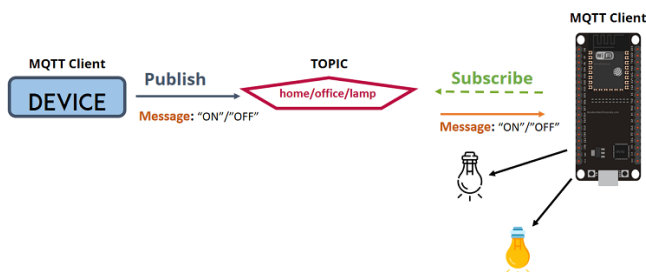 MQTT Client
MQTT Client
TOPIC
Publish
Subscribe
DEVICE
home/office/lamp
Message: “ON”/”OFF”
Message: “ON”/”OFF”